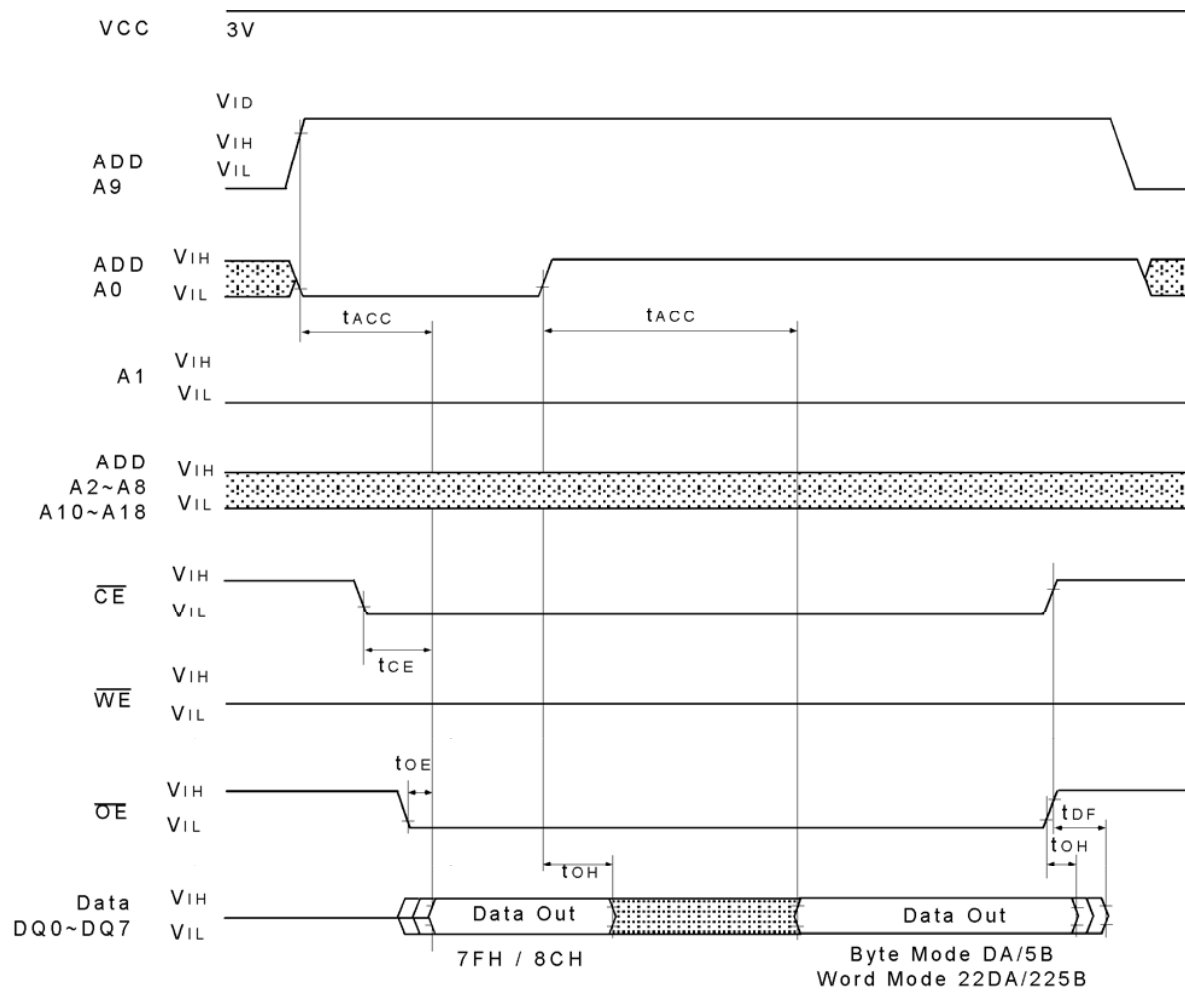 VCC 3V
VID
VIH
VIL
ADD
A9
ADD
A0
VIH
VIL
tACC tACC
A1
VIH
VIL
ADD
A2~A8
A10~A18
VIH
VIL
CE
VIH
VIL
tCE
WE
VIH
VIL
tOE
OE
VIH
VIL
tDF
tOH tOH
Data
DQ0~DQ7
VIH
VIL
Data Out Data Out
7FH / 8CH
Byte Mode DA/5B
Word Mode 22DA/225B